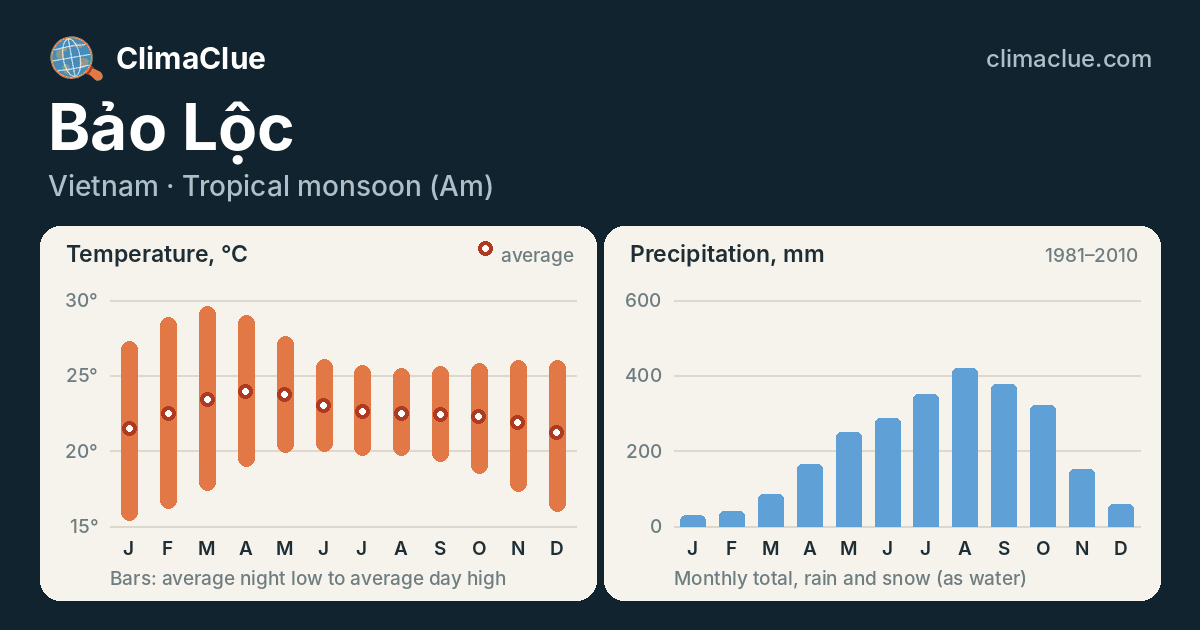 ClimaClue
climaclue.com
Bảo Lộc
Vietnam · Tropical monsoon (Am)
Temperature, °C
average
30°
25°
20°
15°
J F M A M J J A S O N D
Bars: average night low to average day high
Precipitation, mm
1981–2010
600
400
200
0
J F M A M J J A S O N D
Monthly total, rain and snow (as water)